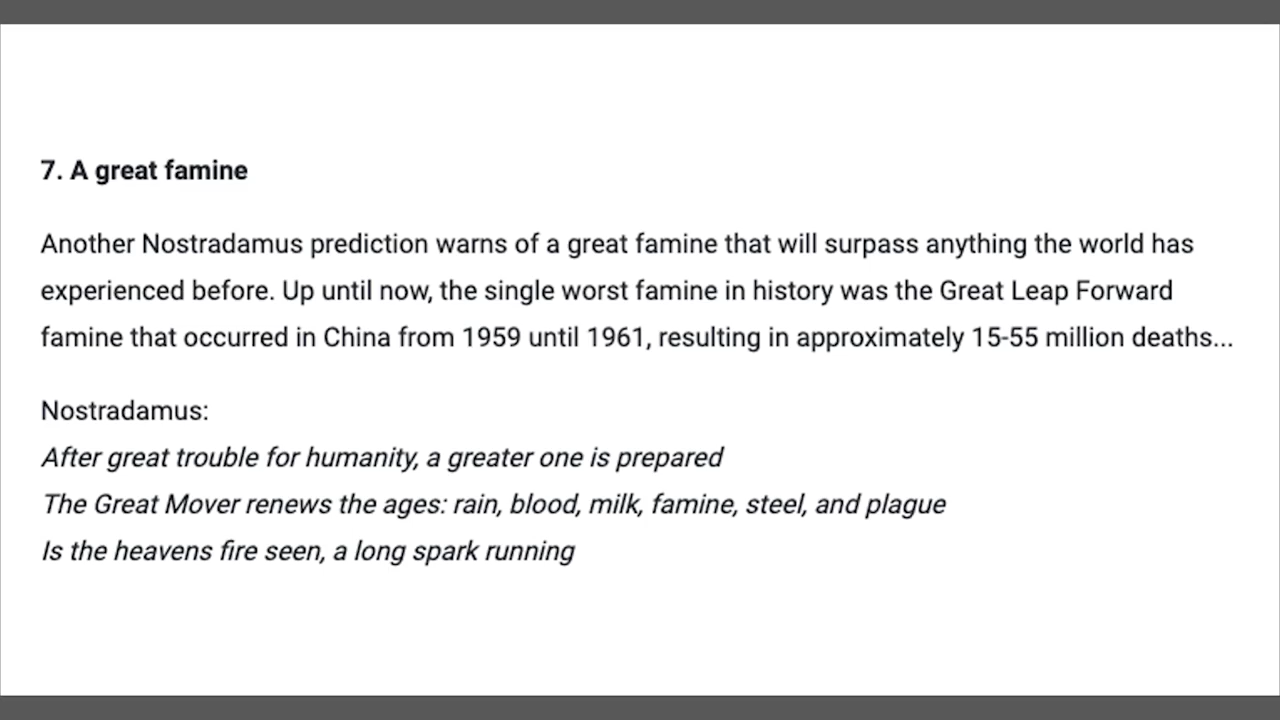 7. A great famine
Another Nostradamus prediction warns of a great famine that will surpass anything the world has
experienced before. Up until now, the single worst famine in history was the Great Leap Forward
famine that occurred in China from 1959 until 1961, resulting in approximately 15-55 million deaths...
Nostradamus:
After great trouble for humanity, a greater one is prepared
The Great Mover renews the ages: rain, blood, milk, famine, steel, and plague
Is the heavens fire seen, a long spark running